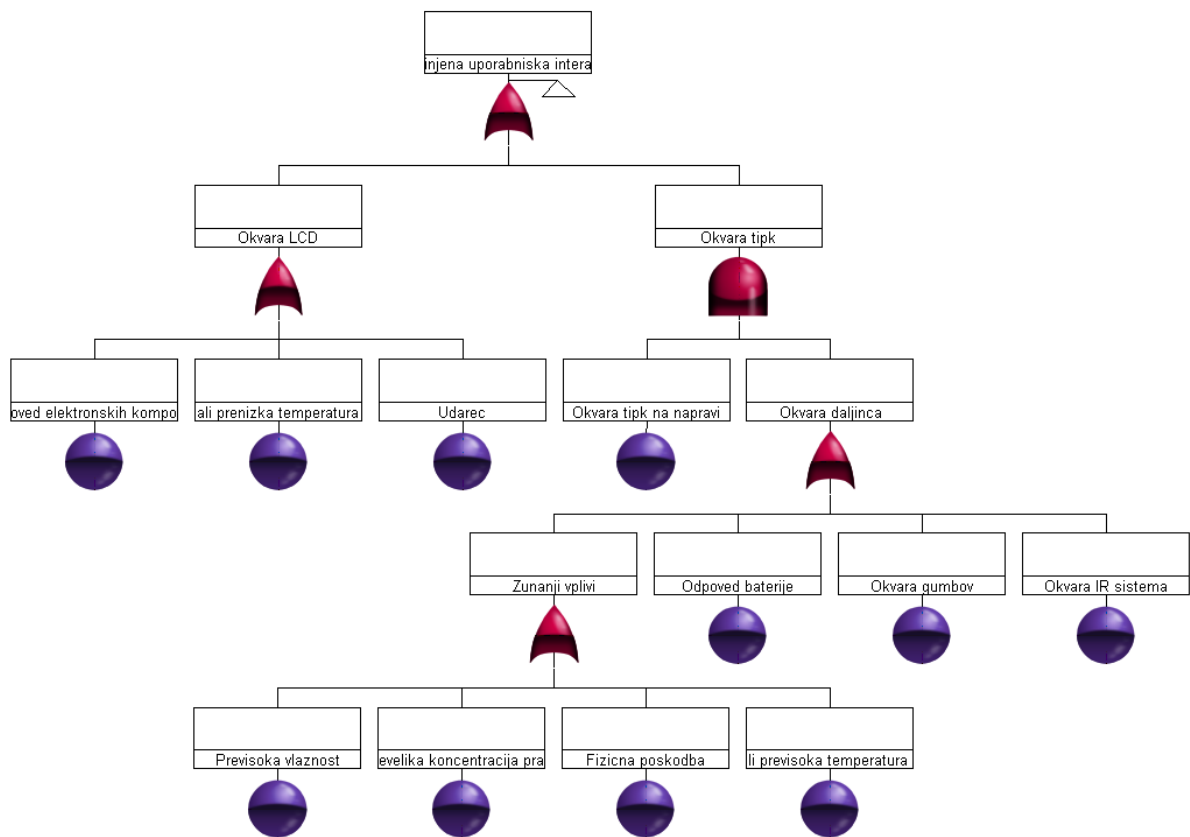 injena uporabniska intera
Okvara LCD
Okvara tipk
oved elektronskih kompo
ali prenizka temperatura
Udarec
Okvara tipk na napravi
Okvara daljinca
Zunanji vplivi
Odpoved baterije
Okvara gumbov
Okvara IR sistema
Previsoka vlaznost
evelika koncentracija pra
Fizicna poskodba
li previsoka temperatura